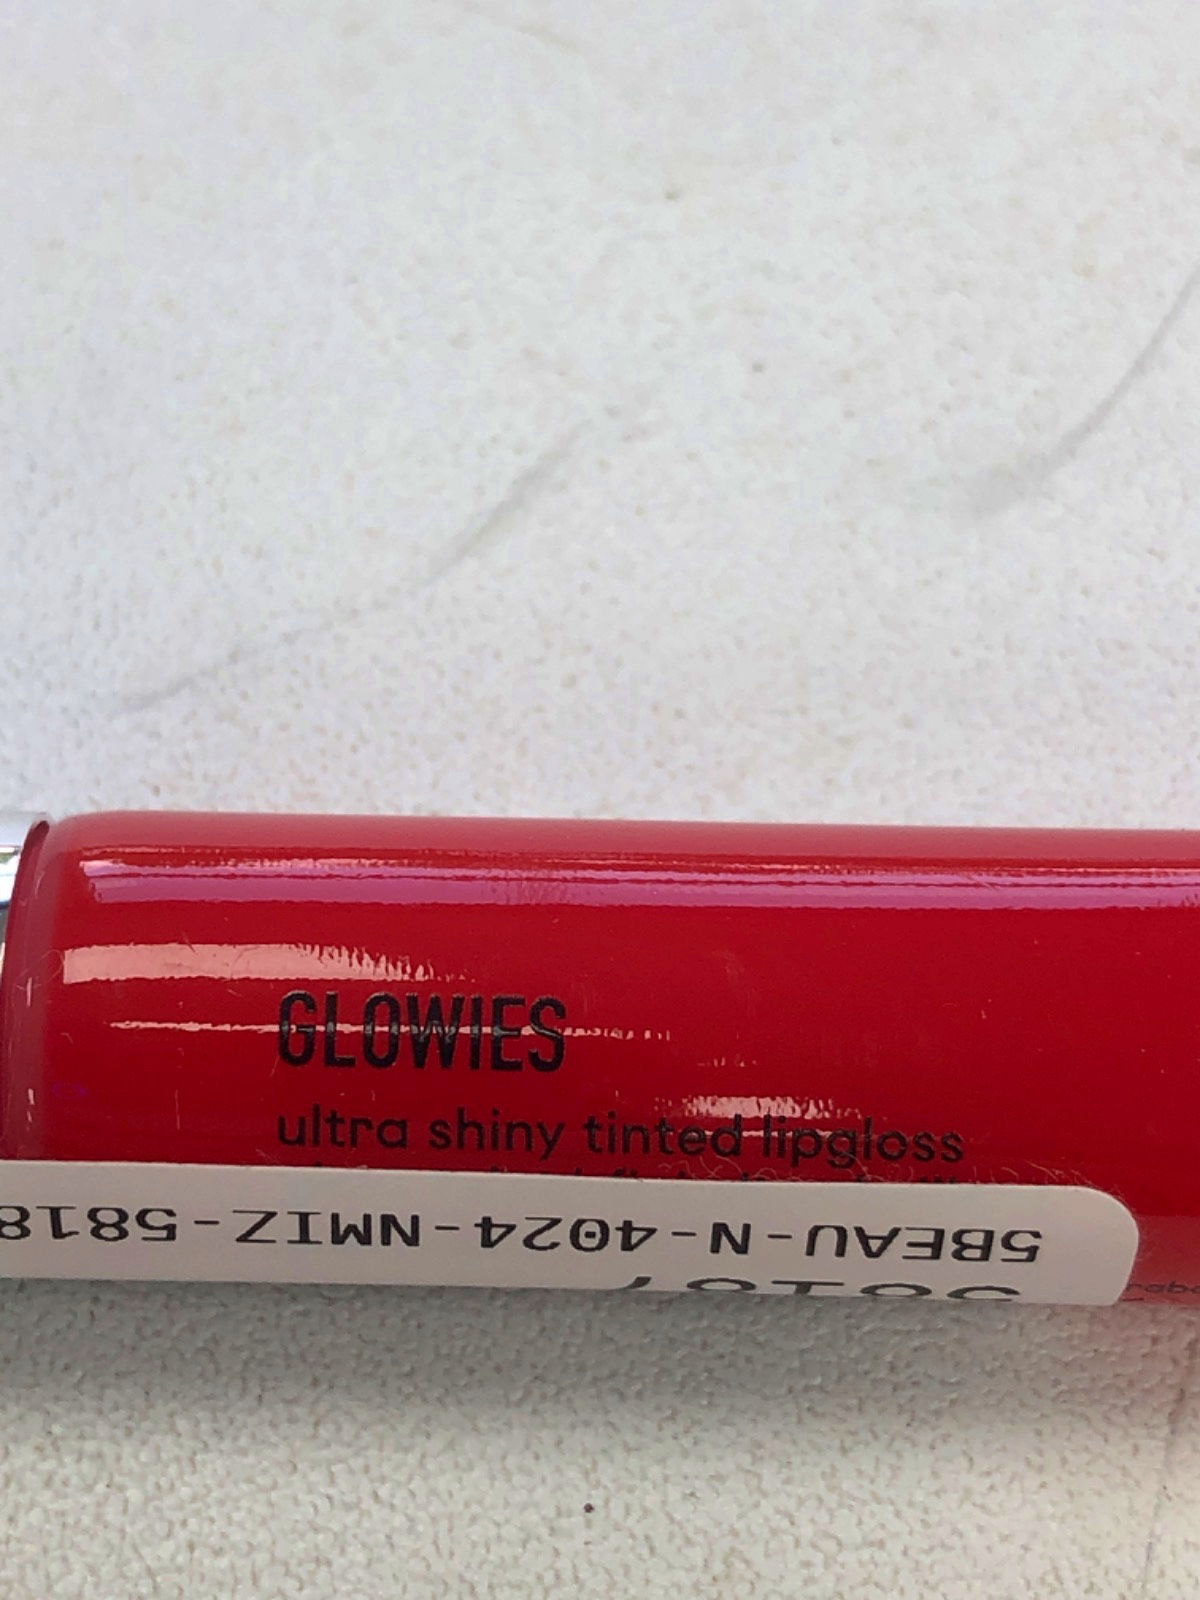 GLOWIES
ultra shiny tinted lipgloss
5BEAU-N-4024-NMIZ-5818